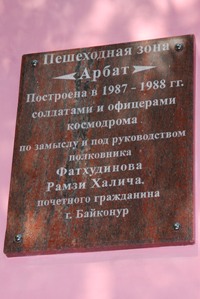 Пешеходная зона
Арбат
Построена в 1987 - 1988 гг.
солдатами и офицерами
космодрома
по замыслу и под руководством
полковника
Фатхудинова
Рамзи Халича,
почетного гражданина
г. Байконур